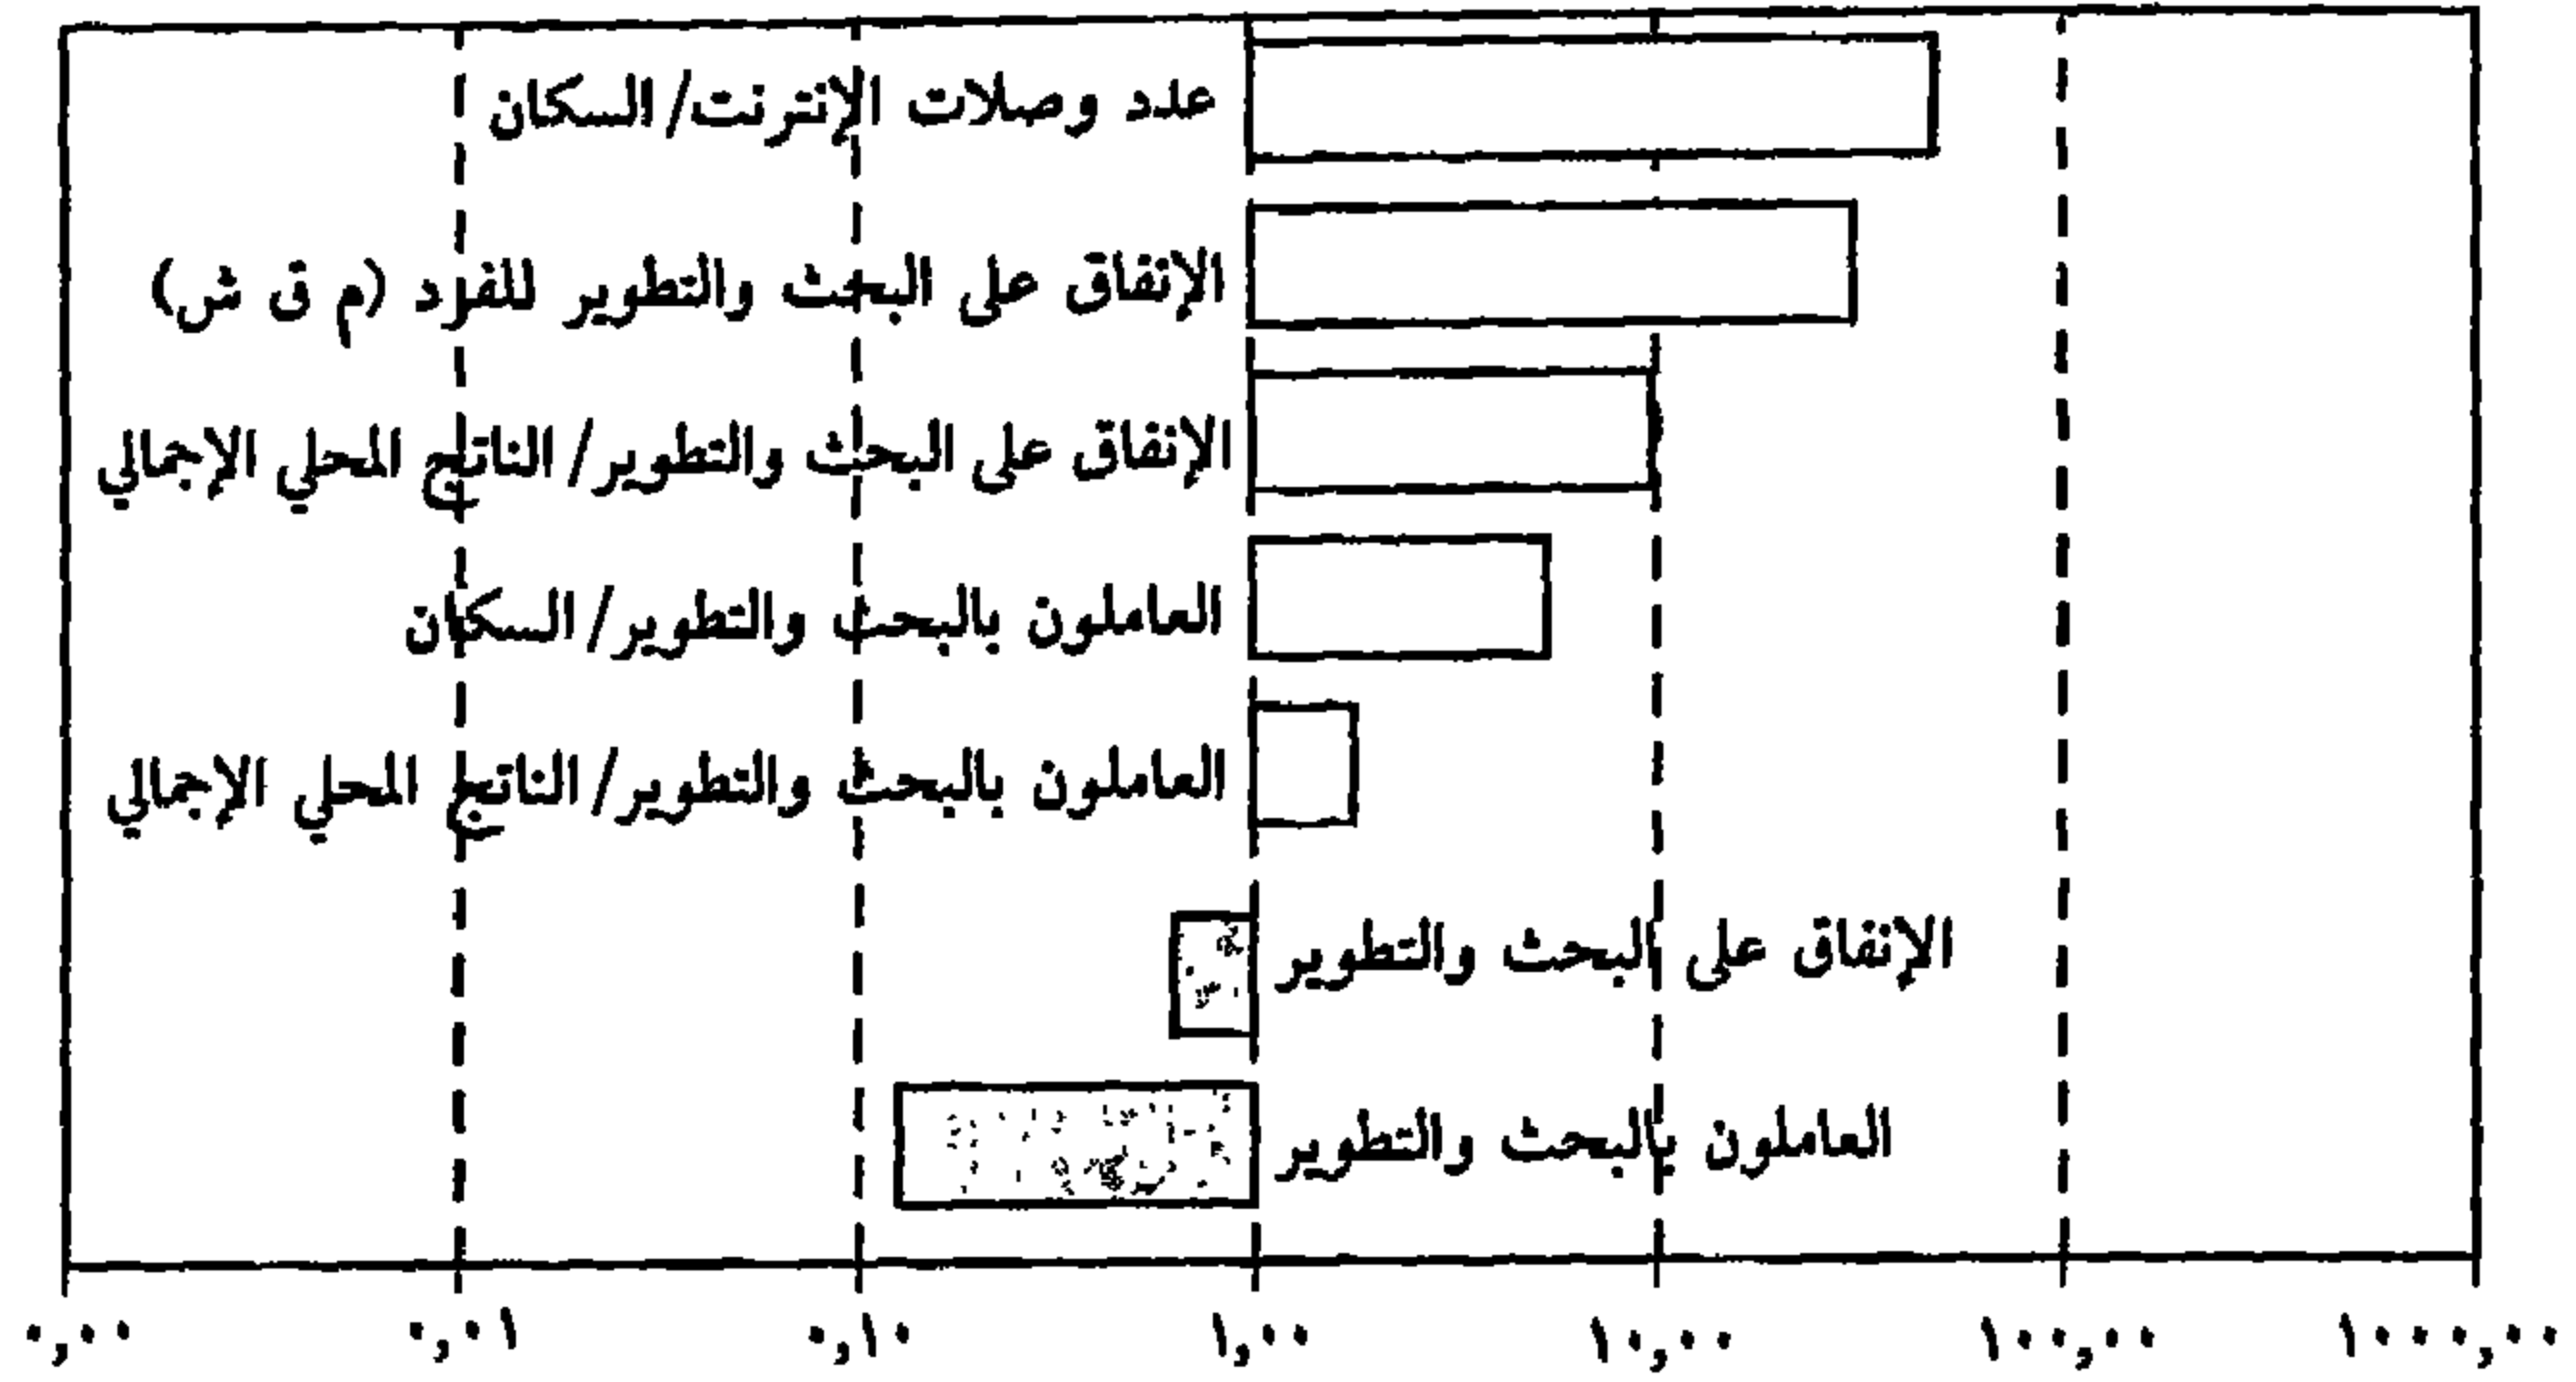 عدد وصلات الإنترنت/السكان
الإنفاق على البحث والتطوير للفرد (م ق ش)
الإنفاق على البحث والتطوير/الناتج المحلي الإجمالي
العاملون بالبحث والتطوير/السكان
العاملون بالبحث والتطوير/الناتج المحلي الإجمالي
الإنفاق على البحث والتطوير
العاملون بالبحث والتطوير
٠,٠٠ ٠,٠١ ٠,١٠ ١,٠٠ ١٠,٠٠ ١٠٠,٠٠ ١٠٠٠,٠٠